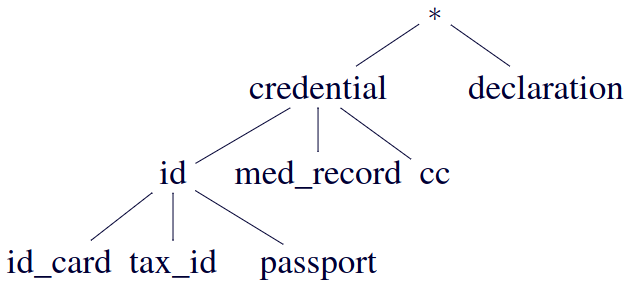 *
credential declaration
id med_record cc
id_card tax_id passport